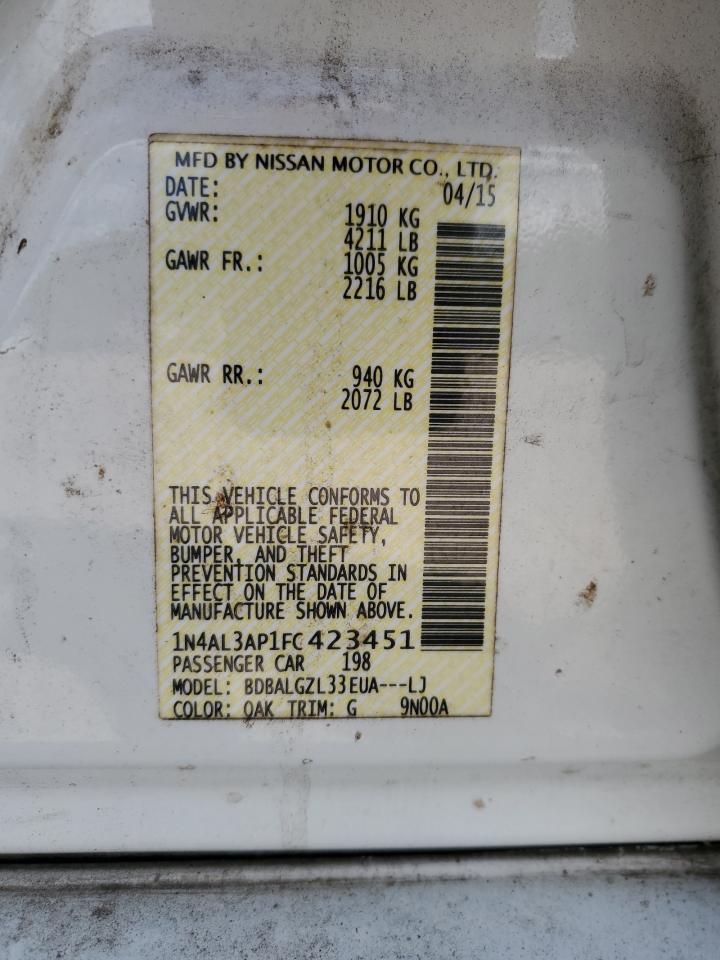 MFD BY NISSAN MOTOR CO., LTD.
DATE: 04/15
GVWR: 1910 KG
4211 LB
GAWR FR.: 1005 KG
2216 LB
GAWR RR.: 940 KG
2072 LB
THIS VEHICLE CONFORMS TO
ALL APPLICABLE FEDERAL
MOTOR VEHICLE SAFETY,
BUMPER, AND THEFT
PREVENTION STANDARDS IN
EFFECT ON THE DATE OF
MANUFACTURE SHOWN ABOVE.
1N4AL3AP1FC423451
PASSENGER CAR 198
MODEL: BDBALGZL33EUA---LJ
COLOR: QAK TRIM: G 9N00A